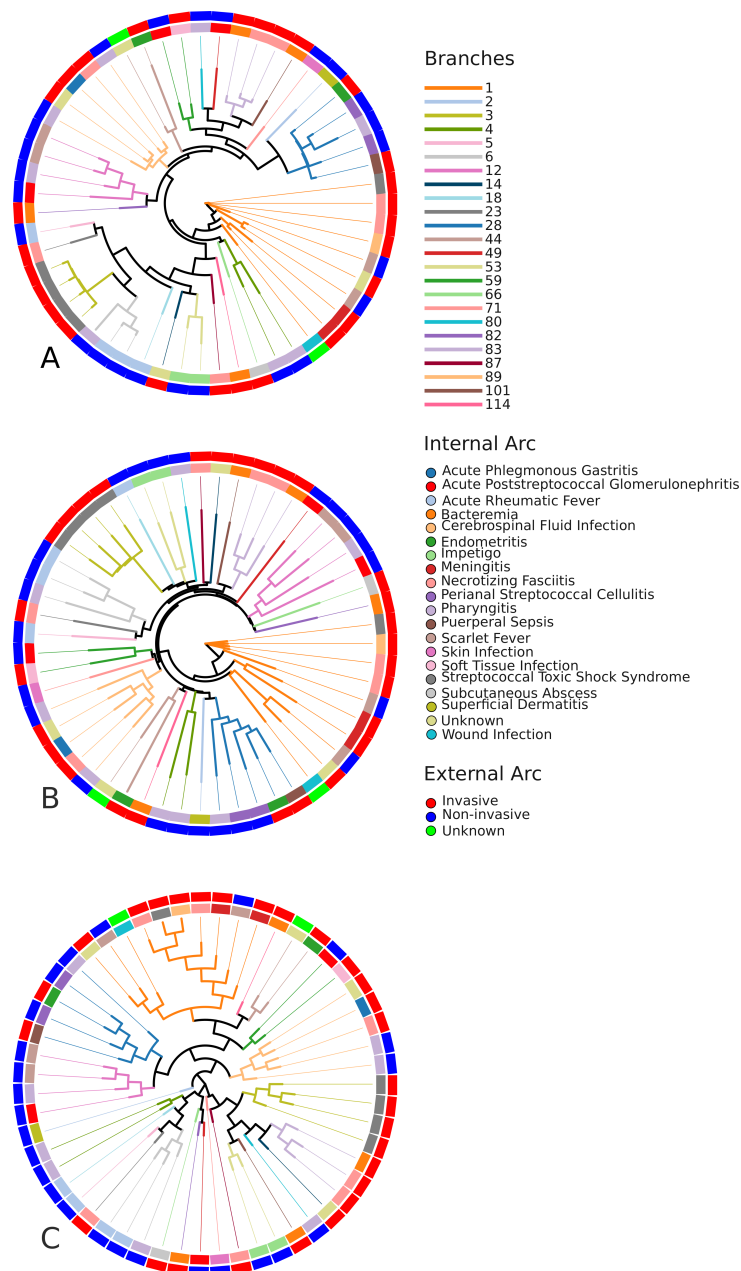 Branches
1
2
3
4
5
6
12
14
18
23
28
44
49
53
59
66
71
80
82
83
87
89
101
114
A
Internal Arc
Acute Phlegmonous Gastritis
Acute Poststreptococcal Glomerulonephritis
Acute Rheumatic Fever
Bacteremia
Cerebrospinal Fluid Infection
Endometritis
Impetigo
Meningitis
Necrotizing Fasciitis
Perianal Streptococcal Cellulitis
Pharyngitis
Puerperal Sepsis
Scarlet Fever
Skin Infection
Soft Tissue Infection
Streptococcal Toxic Shock Syndrome
Subcutaneous Abscess
Superficial Dermatitis
Unknown
Wound Infection
External Arc
Invasive
Non-invasive
Unknown
B
C